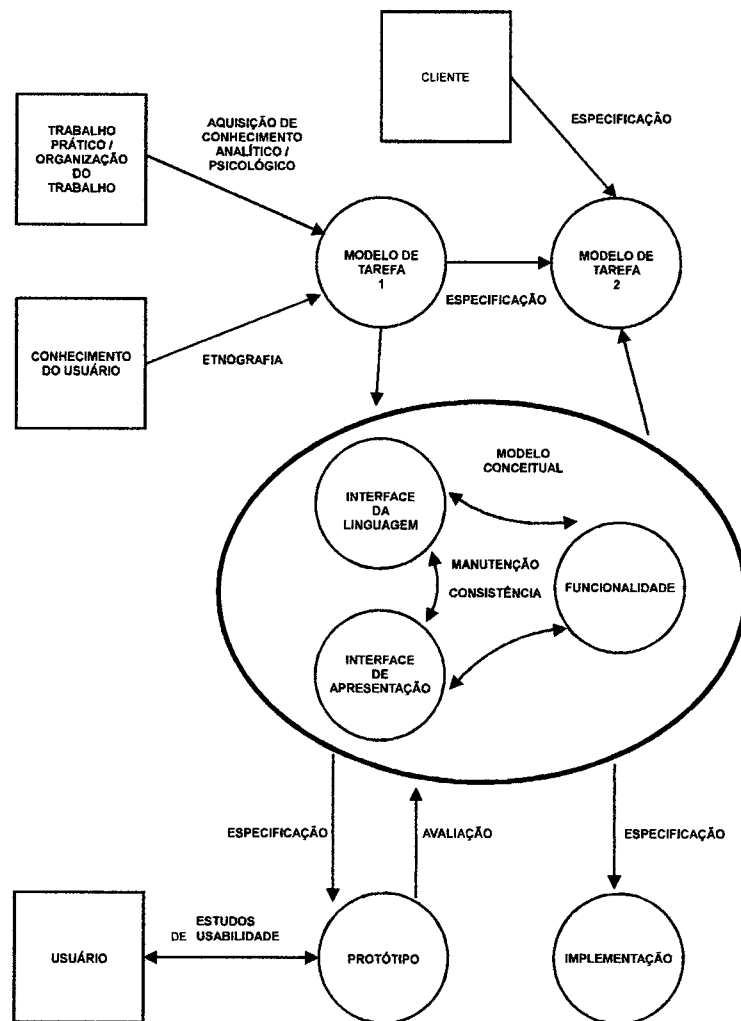 CLIENTE
ESPECIFICAÇÃO
TRABALHO
PRÁTICO /
ORGANIZAÇÃO
DO
TRABALHO
AQUISIÇÃO DE
CONHECIMENTO
ANALÍTICO /
PSICOLÓGICO
MODELO DE
TAREFA
1
ESPECIFICAÇÃO
MODELO DE
TAREFA
2
CONHECIMENTO
DO USUÁRIO
ETNOGRAFIA
MODELO
CONCEITUAL
INTERFACE
DA
LINGUAGEM
MANUTENÇÃO
CONSISTÊNCIA
FUNCIONALIDADE
INTERFACE
DE
APRESENTAÇÃO
ESPECIFICAÇÃO
AVALIAÇÃO
ESPECIFICAÇÃO
USUÁRIO
ESTUDOS
DE USABILIDADE
PROTÓTIPO
IMPLEMENTAÇÃO